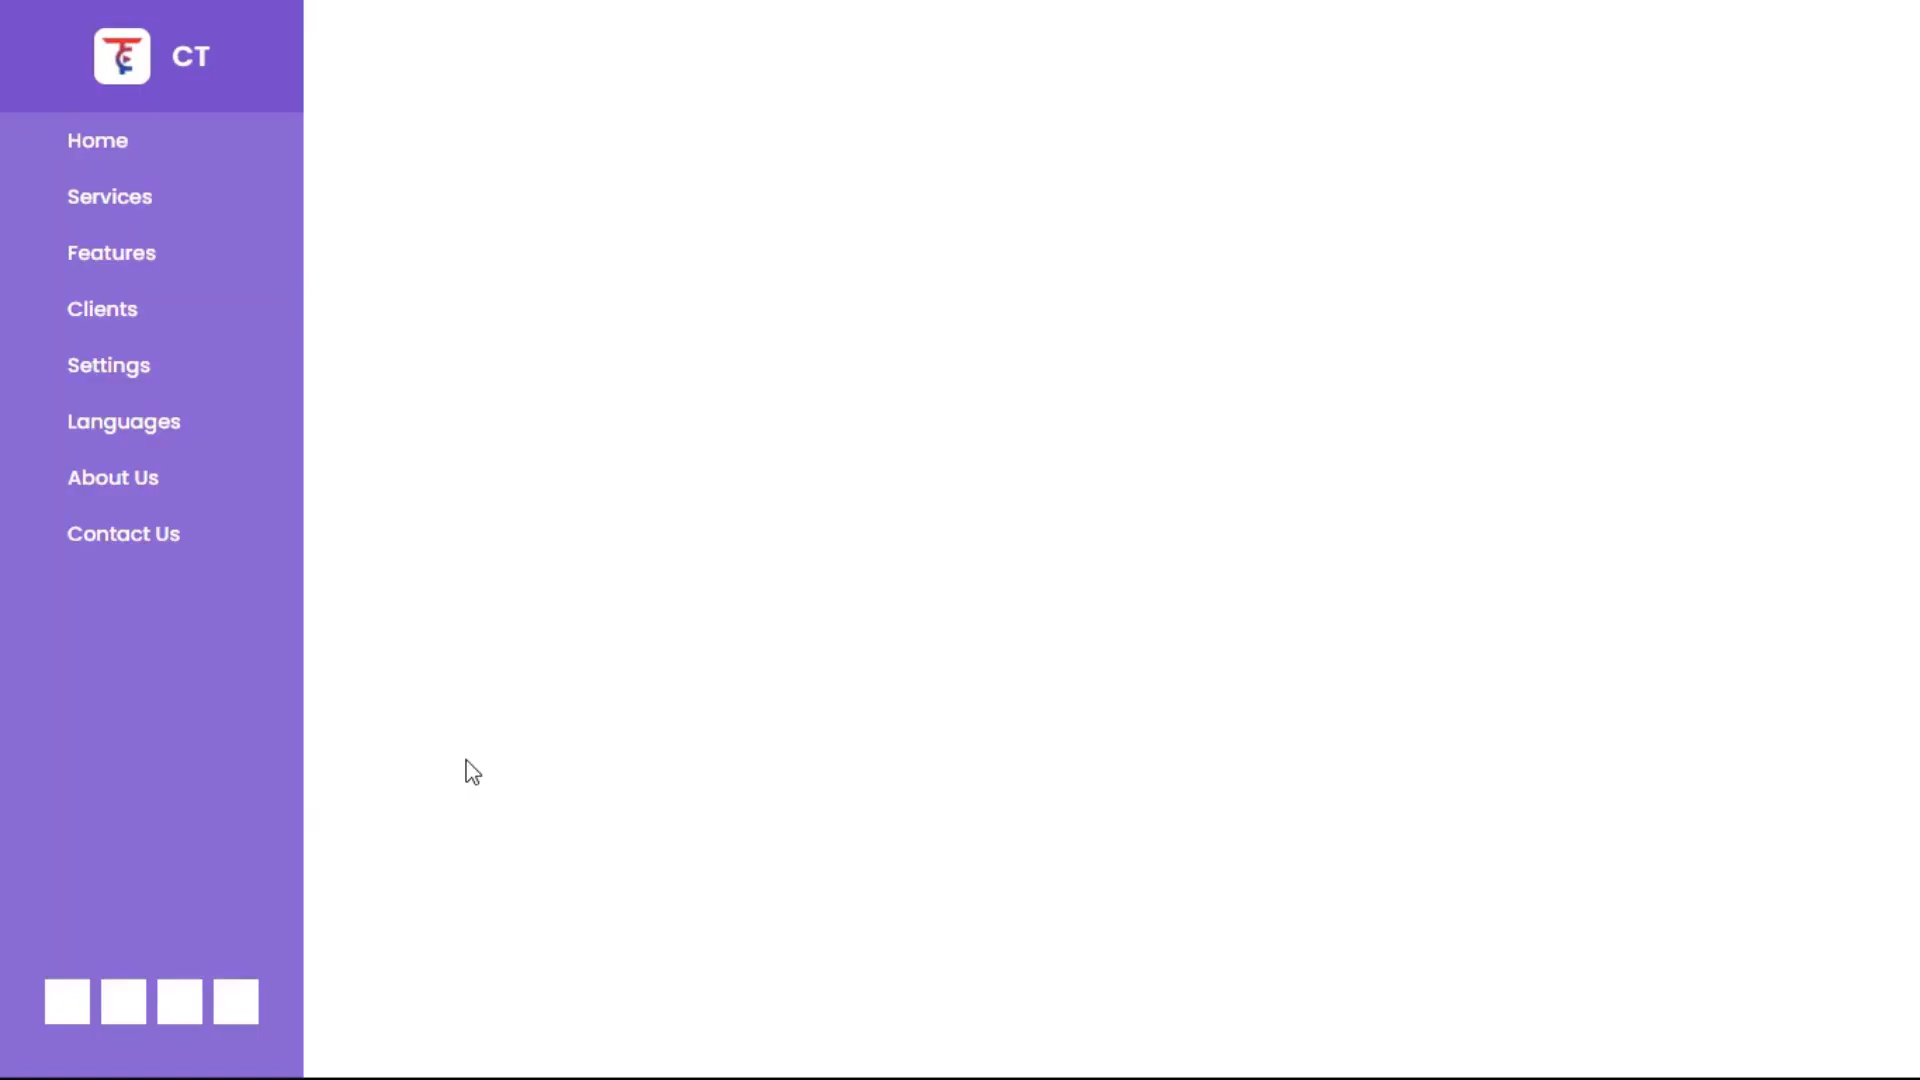 CT
Home
Services
Features
Clients
Settings
Languages
About Us
Contact Us